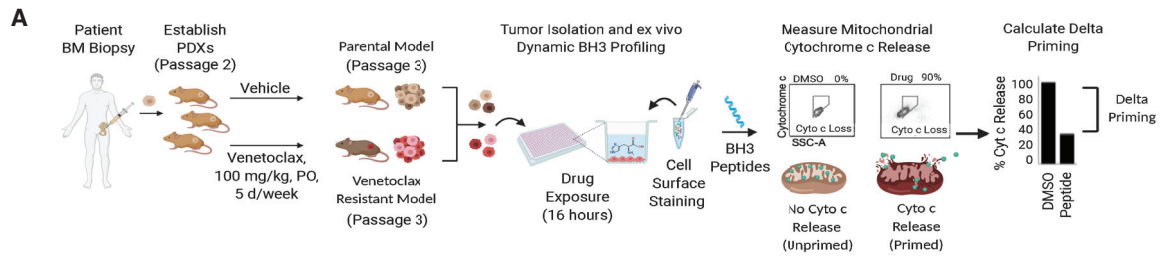 A
Patient
BM Biopsy
Establish
PDXs
(Passage 2)
Vehicle
Venetoclax,
100 mg/kg, PO,
5 d/week
Parental Model
(Passage 3)
Venetoclax
Resistant Model
(Passage 3)
Tumor Isolation and ex vivo
Dynamic BH3 Profiling
Drug
Exposure
(16 hours)
Cell
Surface
Staining
BH3
Peptides
Measure Mitochondrial
Cytochrome c Release
DMSO 0%
Cytochrome c
Cyto c Loss
SSC-A
Drug 90%
Cyto c Loss
No Cyto c
Release
(Unprimed)
Cyto c
Release
(Primed)
Calculate Delta
Priming
% Cyt c Release
100
80
60
40
20
0
DMSO
Peptide
Delta
Priming